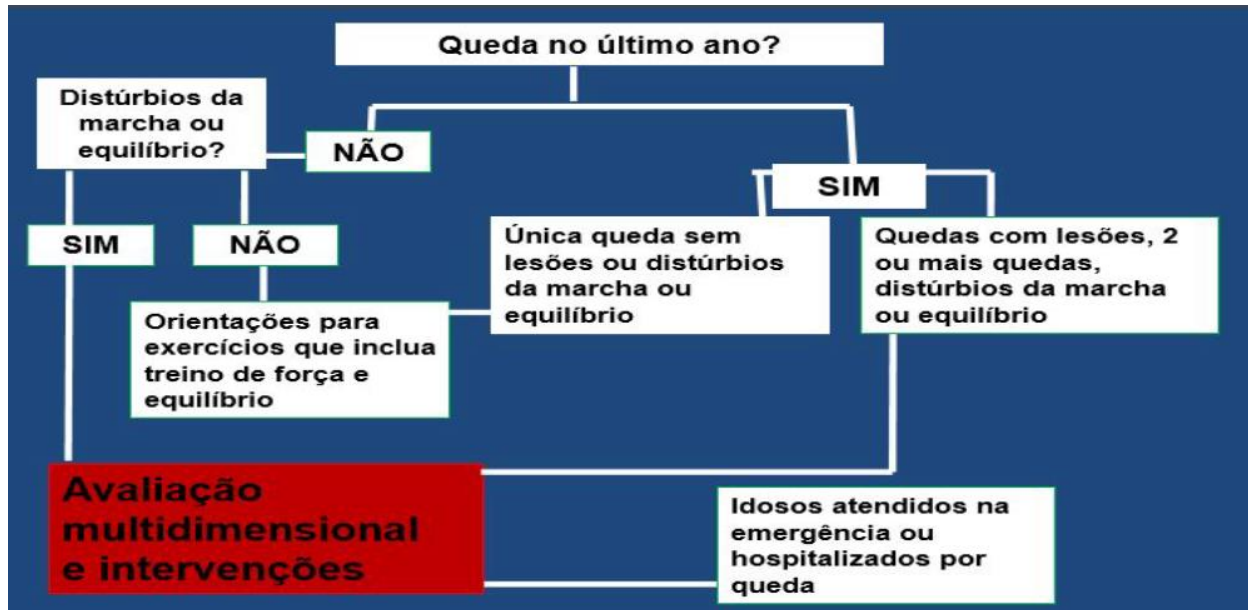 Queda no último ano?
Distúrbios da
marcha ou
equilíbrio?
NÃO
SIM
SIM
NÃO
Única queda sem
lesões ou distúrbios
da marcha ou
equilíbrio
Quedas com lesões, 2
ou mais quedas,
distúrbios da marcha
ou equilíbrio
Orientações para
exercícios que inclua
treino de força e
equilíbrio
Avaliação
multidimensional
e intervenções
Idosos atendidos na
emergência ou
hospitalizados por
queda